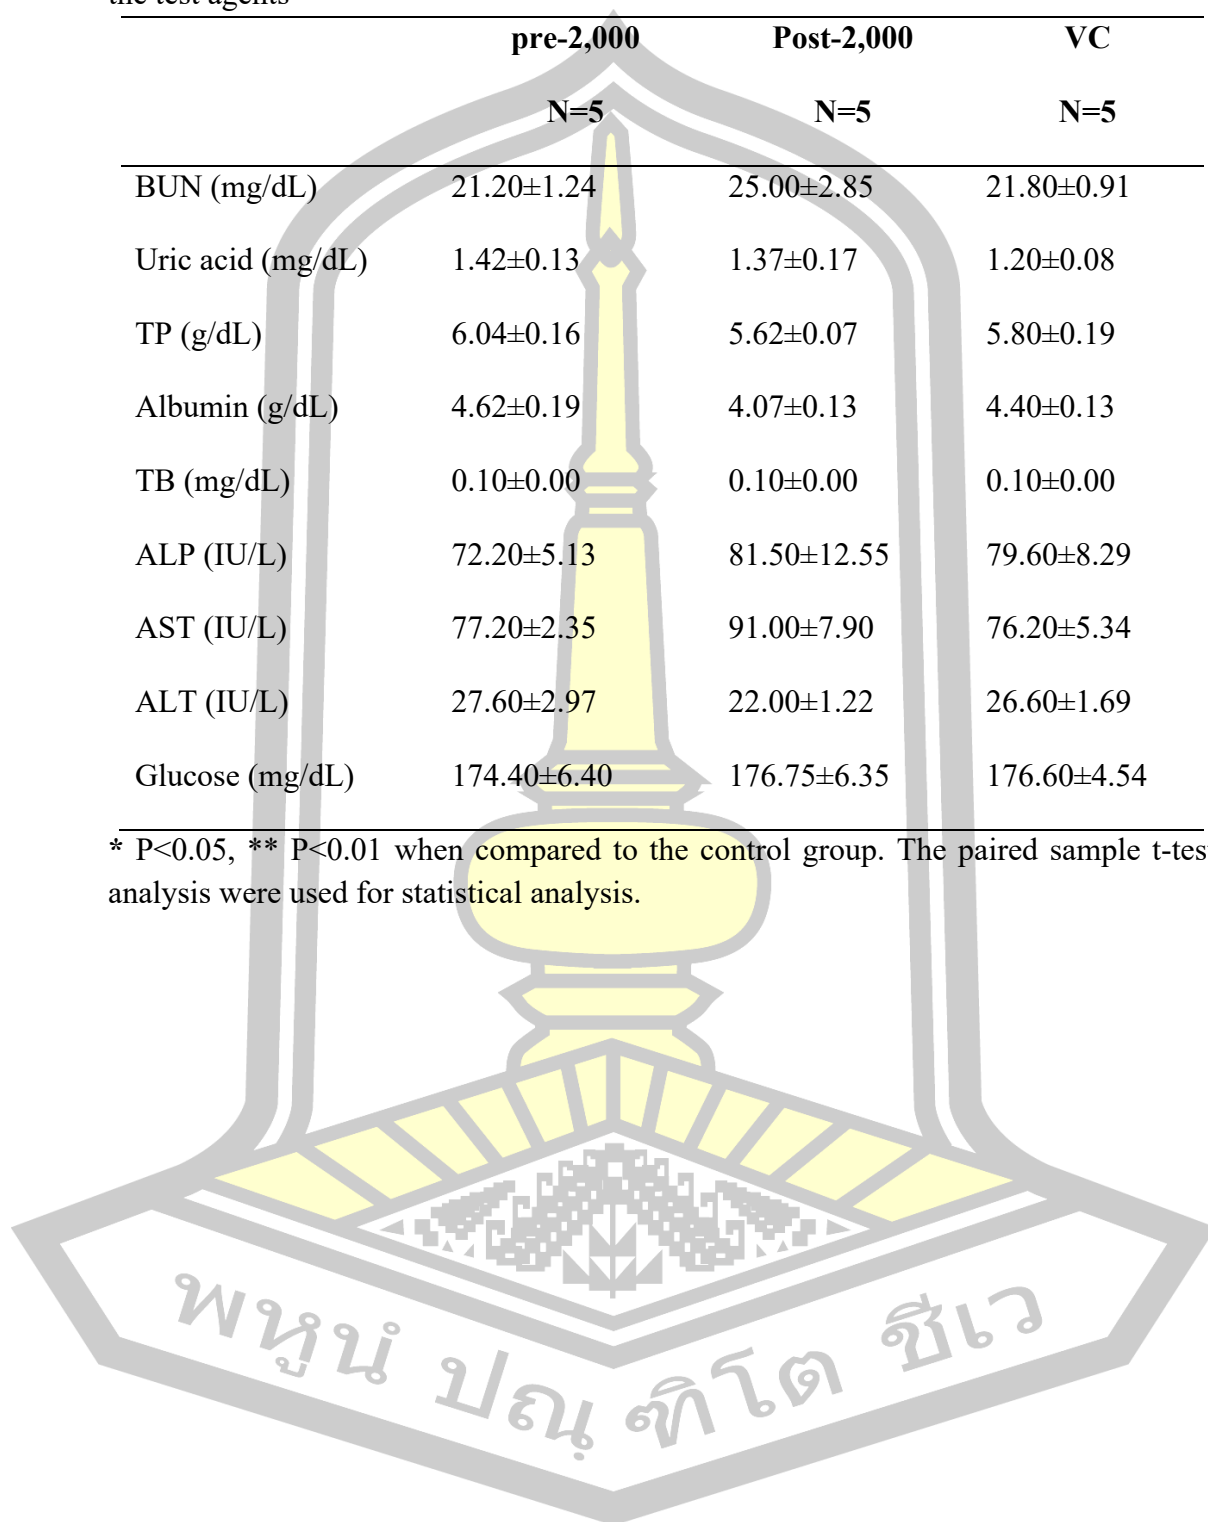 the test agents
pre-2,000 Post-2,000 VC
N=5 N=5 N=5
BUN (mg/dL) 21.20±1.24 25.00±2.85 21.80±0.91
Uric acid (mg/dL) 1.42±0.13 1.37±0.17 1.20±0.08
TP (g/dL) 6.04±0.16 5.62±0.07 5.80±0.19
Albumin (g/dL) 4.62±0.19 4.07±0.13 4.40±0.13
TB (mg/dL) 0.10±0.00 0.10±0.00 0.10±0.00
ALP (IU/L) 72.20±5.13 81.50±12.55 79.60±8.29
AST (IU/L) 77.20±2.35 91.00±7.90 76.20±5.34
ALT (IU/L) 27.60±2.97 22.00±1.22 26.60±1.69
Glucose (mg/dL) 174.40±6.40 176.75±6.35 176.60±4.54
* P<0.05, ** P<0.01 when compared to the control group. The paired sample t-test
analysis were used for statistical analysis.
พหูนํ ปณฺฑิโต ชีเว